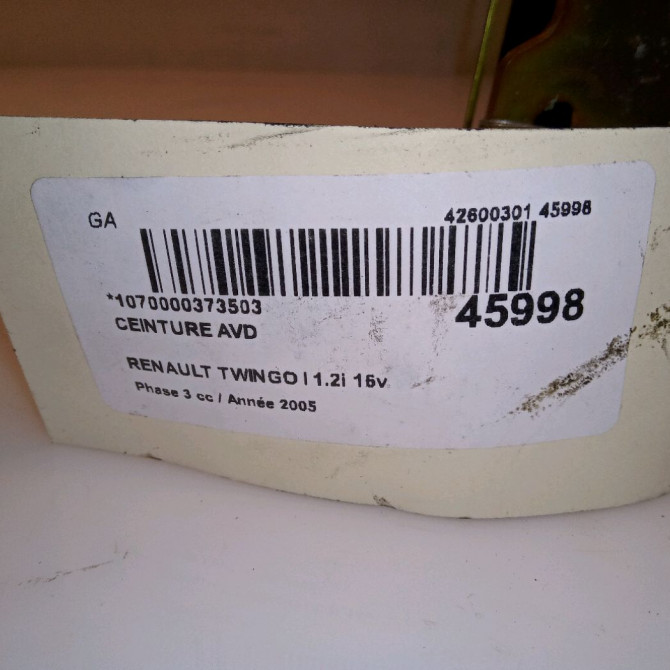 GA
42600301 45998
*1070000373503
45998
CEINTURE AVD
RENAULT TWINGO I 1.2i 16v
Phase 3 cc / Année 2005